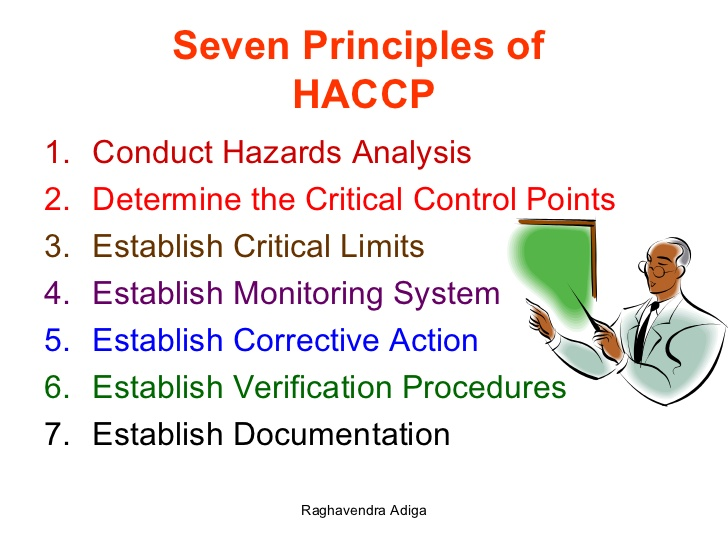 Seven Principles of
HACCP
1. Conduct Hazards Analysis
2. Determine the Critical Control Points
3. Establish Critical Limits
4. Establish Monitoring System
5. Establish Corrective Action
6. Establish Verification Procedures
7. Establish Documentation
Raghavendra Adiga